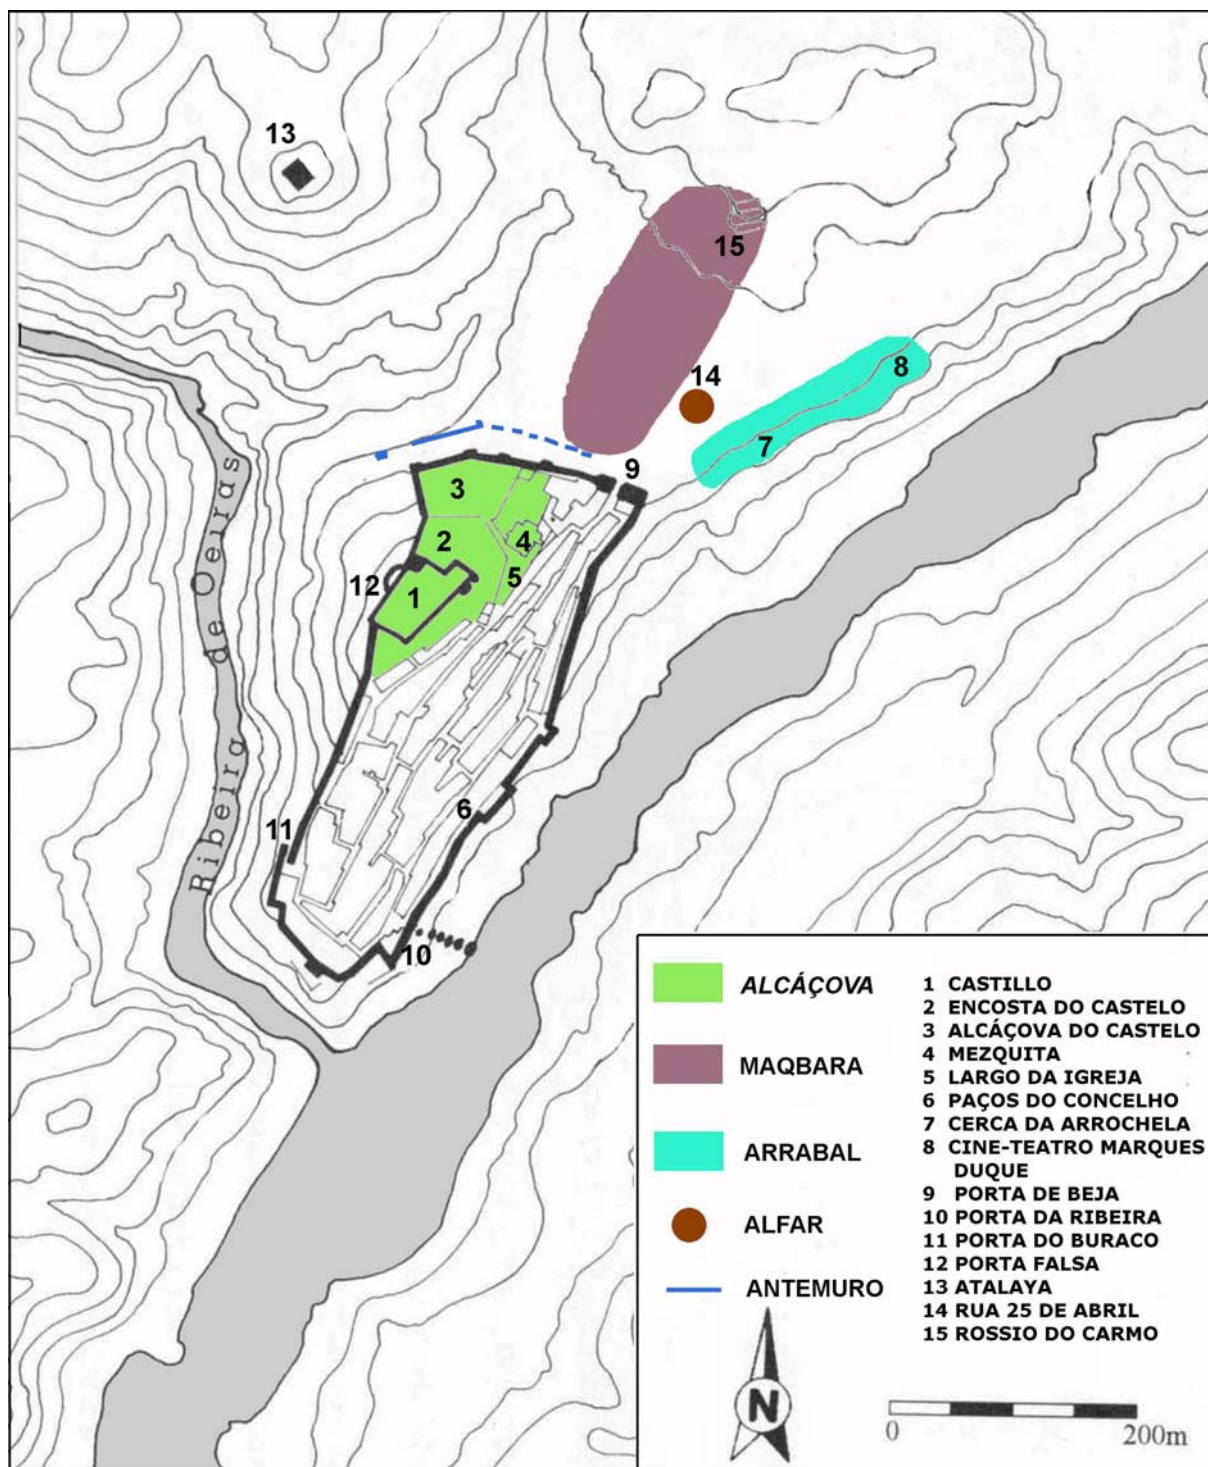 13
15
14
8
7
9
3
2
4
5
12
1
6
11
10
Ribeira de Oeiras
ALCÁÇOVA
MAQBARA
ARRABAL
ALFAR
ANTEMURO
1 CASTILLO
2 ENCOSTA DO CASTELO
3 ALCÁÇOVA DO CASTELO
4 MEZQUITA
5 LARGO DA IGREJA
6 PAÇOS DO CONCELHO
7 CERCA DA ARROCHELA
8 CINE-TEATRO MARQUES
DUQUE
9 PORTA DE BEJA
10 PORTA DA RIBEIRA
11 PORTA DO BURACO
12 PORTA FALSA
13 ATALAYA
14 RUA 25 DE ABRIL
15 ROSSIO DO CARMO
N
0
200m